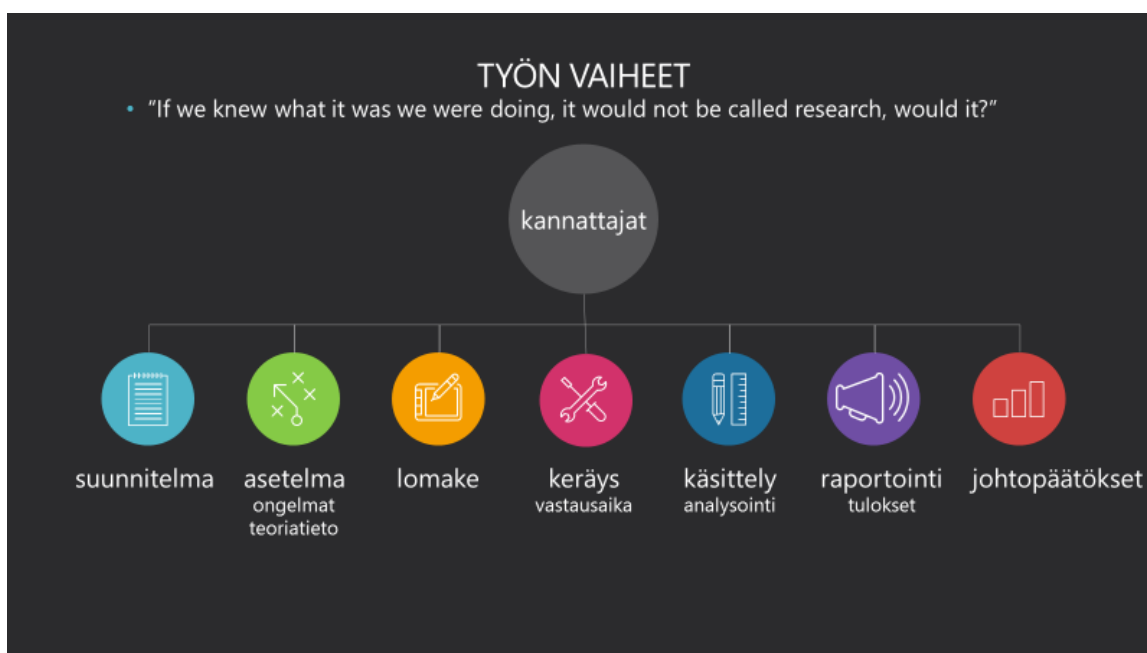 TYÖN VAIHEET
• “If we knew what it was we were doing, it would not be called research, would it?”
kannattajat
suunnitelma
asetelma
ongelmat
teoriatieto
lomake
keräys
vastausaika
käsittely
analysointi
raportointi
tulokset
johtopäätökset